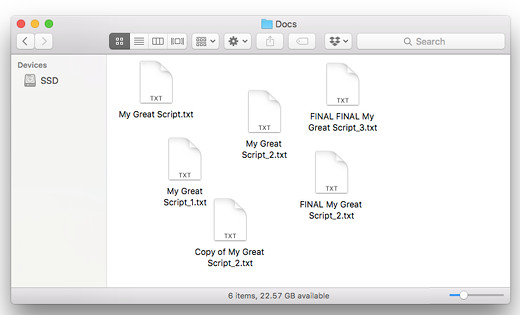 Docs
Search
Devices
SSD
TXT
My Great Script.txt
TXT
My Great
Script_2.txt
TXT
FINAL FINAL My
Great Script_3.txt
TXT
My Great
Script_1.txt
TXT
FINAL My Great
Script_2.txt
TXT
Copy of My Great
Script_2.txt
6 items, 22.57 GB available